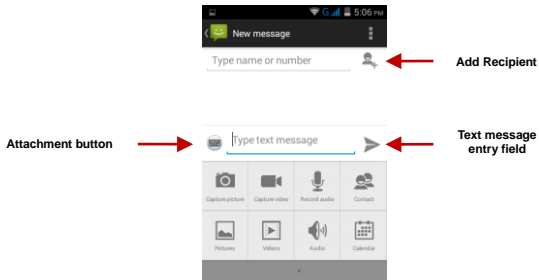 G 5:06 PM
New message
Type name or number
Add Recipient
Attachment button
Type text message
Text message
entry field
Capture picture Capture video Record audio Contact
Pictures Videos Audio Calendar